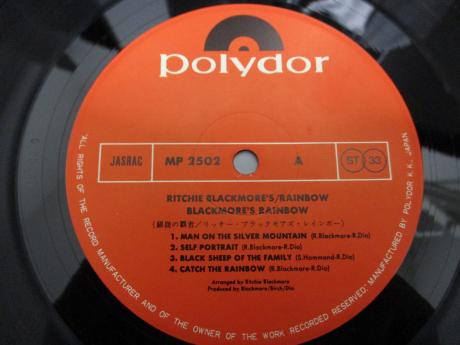 polydor
JASRAC MP 2502 A ST 33
RITCHIE BLACKMORE'S/RAINBOW
BLACKMORE'S RAINBOW
(銀嶺の覇者/リッチー・ブラックモアズ・レインボー)
1. MAN ON THE SILVER MOUNTAIN (R.Blackmore-R.Dio)
2. SELF PORTRAIT (R.Blackmore-R.Dio)
3. BLACK SHEEP OF THE FAMILY (S.Hammond-R.Dio)
4. CATCH THE RAINBOW (R.Blackmore-R.Dio)
Arranged by Ritchie Blackmore
Produced by Blackmore/Birch/Dio
ALL RIGHTS OF THE RECORD MANUFACTURER AND OF THE OWNER OF THE WORK RECORDED RESERVED: MANUFACTURED BY POLYDOR K.K. JAPAN